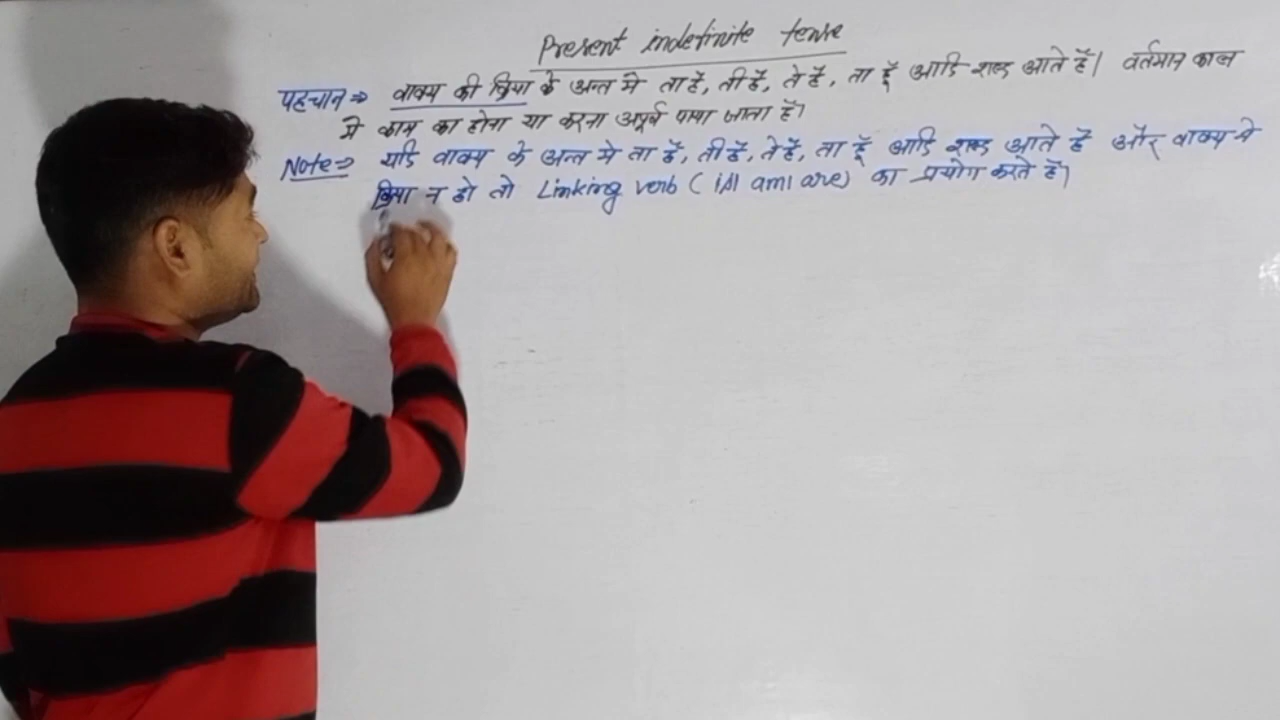 Present indefinite tense
पहचान⇒ वाक्य की क्रिया के अन्त मे ता है, ती है, ते है, ता हूँ आदि शब्द आते हैं। वर्तमान काल
मे काम का होना या करना अपूर्ण पाया जाता है।
Note⇒ यदि वाक्य के अन्त मे ता है, ती है, ते है, ता हूँ आदि शब्द आते है और वाक्य मे
क्रिया न हो तो Linking verb (is/ am/ are) का प्रयोग करते है।